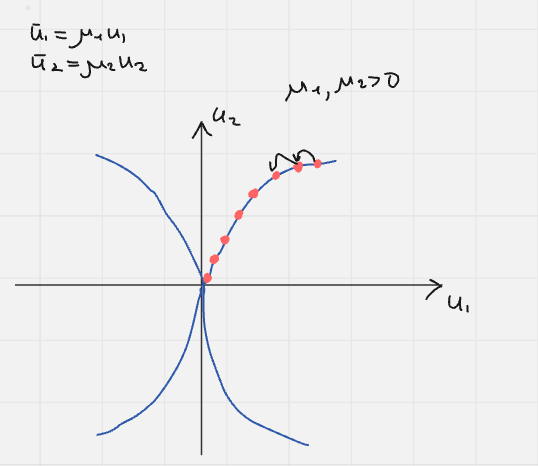 ū₁ = μ₁u₁
ū₂ = μ₂u₂
μ₁, μ₂ > 0
u₂
u₁